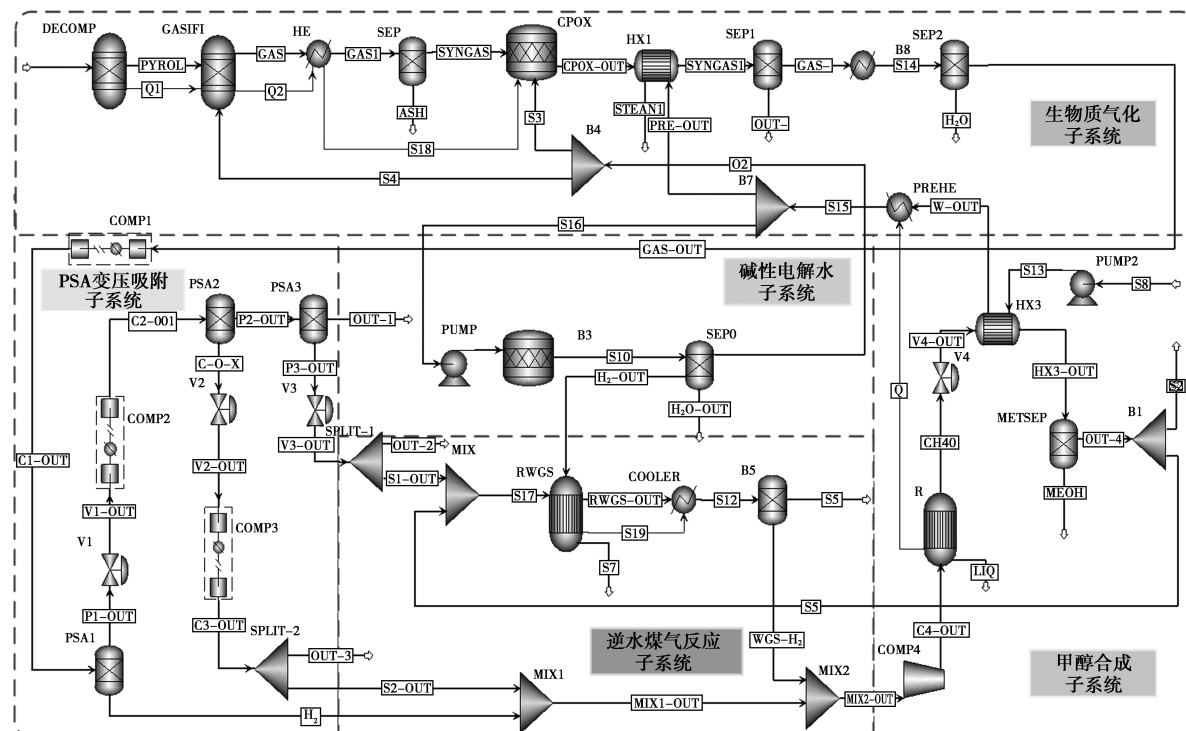 DECOMP
GASIFI
HE
SEP
CPOX
HX1
SEP1
B8
SEP2
PYROL
GAS
GAS1
SYNGAS
CPOX-OUT
SYNGAS1
GAS-
S14
Q1
Q2
ASH
S3
STEAN1
PRE-OUT
OUT-
H₂O
生物质气化
子系统
S18
B4
S4
O2
B7
PREHE
S16
S15
W-OUT
COMP1
GAS-OUT
PSA变压吸附
子系统
碱性电解水
子系统
PUMP2
S13
S8
PSA2
PSA3
C2-001
P2-OUT
OUT-1
C-O-X
P3-OUT
V2
V3
PUMP
B3
SEP0
S10
H₂-OUT
H₂O-OUT
HX3
V4-OUT
V4
HX3-OUT
Q
S2
COMP2
C1-OUT
V1-OUT
V2-OUT
V3-OUT
SPLIT-1
OUT-2
S1-OUT
MIX
S17
RWGS
RWGS-OUT
COOLER
S12
B5
S5
S19
S7
CH4O
METSEP
OUT-4
B1
MEOH
R
LIQ
V1
COMP3
P1-OUT
PSA1
C3-OUT
SPLIT-2
OUT-3
S2-OUT
S5
逆水煤气反应
子系统
WGS-H₂
C4-OUT
COMP4
甲醇合成
子系统
MIX1
MIX1-OUT
MIX2
MIX2-OUT
H₂